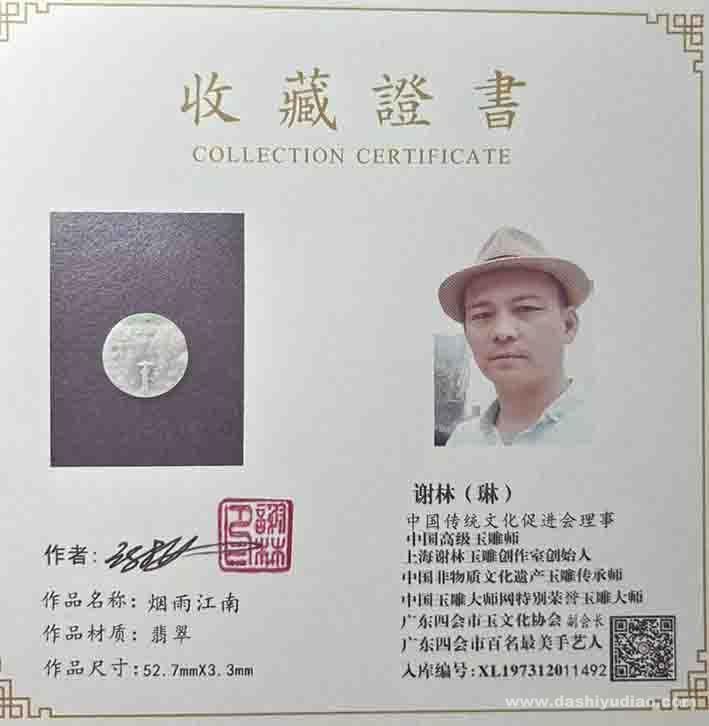 收藏證書
COLLECTION CERTIFICATE
谢林（琳）
中国传统文化促进会理事
中国高级玉雕师
上海谢林玉雕创作室创始人
中国非物质文化遗产玉雕传承师
中国玉雕大师网特别荣誉玉雕大师
广东四会市玉文化协会 副会长
广东四会市百名最美手艺人
入库编号：XL197312011492
作者：
作品名称：烟雨江南
作品材质：翡翠
作品尺寸：52.7mmX3.3mm
www.dashiyudiao.com